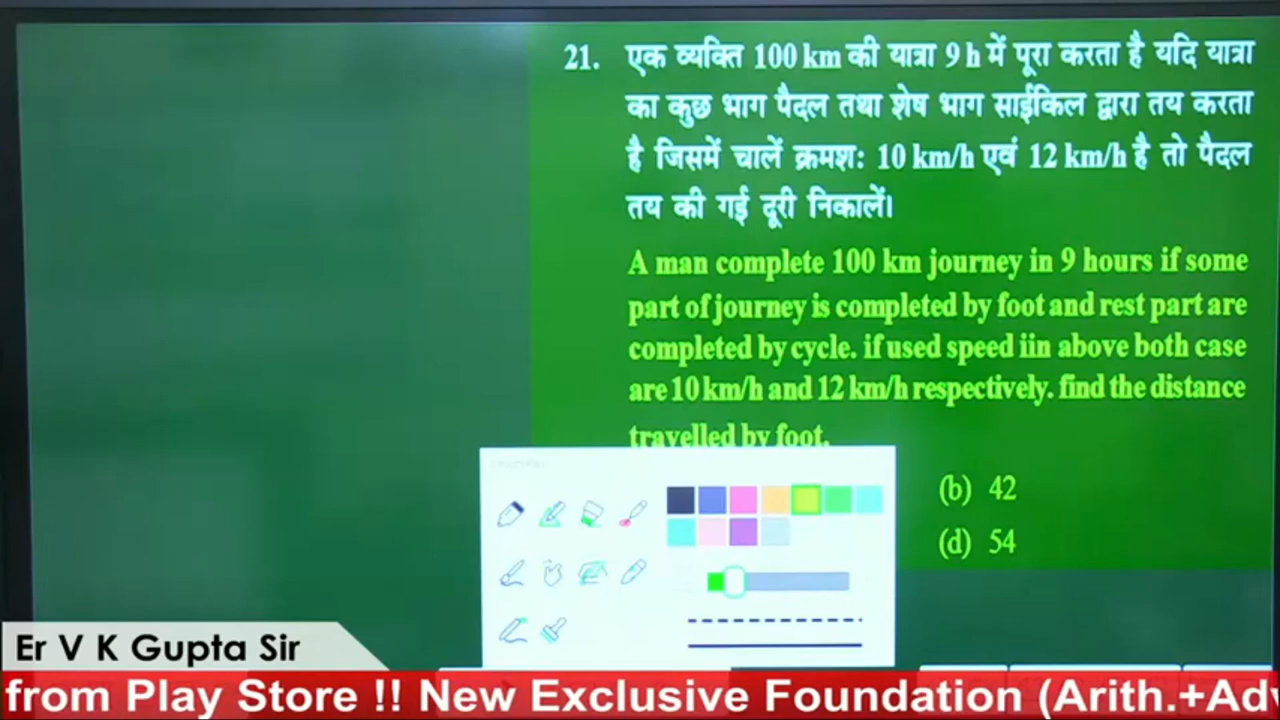 21. एक व्यक्ति 100 km की यात्रा 9 h में पूरा करता है यदि यात्रा
का कुछ भाग पैदल तथा शेष भाग साईकिल द्वारा तय करता
है जिसमें चालें क्रमश: 10 km/h एवं 12 km/h है तो पैदल
तय की गई दूरी निकालें।
A man complete 100 km journey in 9 hours if some
part of journey is completed by foot and rest part are
completed by cycle. if used speed iin above both case
are 10 km/h and 12 km/h respectively. find the distance
travelled by foot.
(b) 42
(d) 54
Er V K Gupta Sir
from Play Store !! New Exclusive Foundation (Arith.+Adv